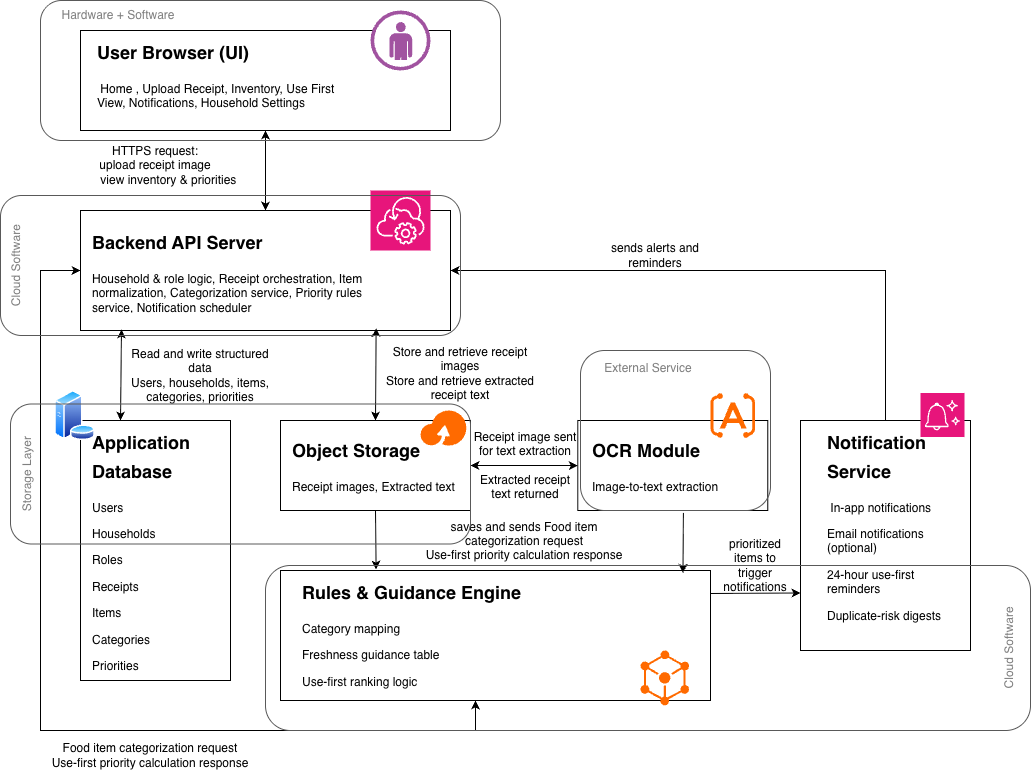 Hardware + Software
User Browser (UI)
Home , Upload Receipt, Inventory, Use First
View, Notifications, Household Settings
HTTPS request:
upload receipt image
view inventory & priorities
Cloud Software
Backend API Server
Household & role logic, Receipt orchestration, Item
normalization, Categorization service, Priority rules
service, Notification scheduler
sends alerts and
reminders
Read and write structured
data
Users, households, items,
categories, priorities
Store and retrieve receipt
images
Store and retrieve extracted
receipt text
External Service
Storage Layer
Application
Database
Users
Households
Roles
Receipts
Items
Categories
Priorities
Object Storage
Receipt images, Extracted text
Receipt image sent
for text extraction
Extracted receipt
text returned
OCR Module
Image-to-text extraction
A
Notification
Service
In-app notifications
Email notifications
(optional)
24-hour use-first
reminders
Duplicate-risk digests
saves and sends Food item
categorization request
Use-first priority calculation response
prioritized
items to
trigger
notifications
Rules & Guidance Engine
Category mapping
Freshness guidance table
Use-first ranking logic
Cloud Software
Food item categorization request
Use-first priority calculation response